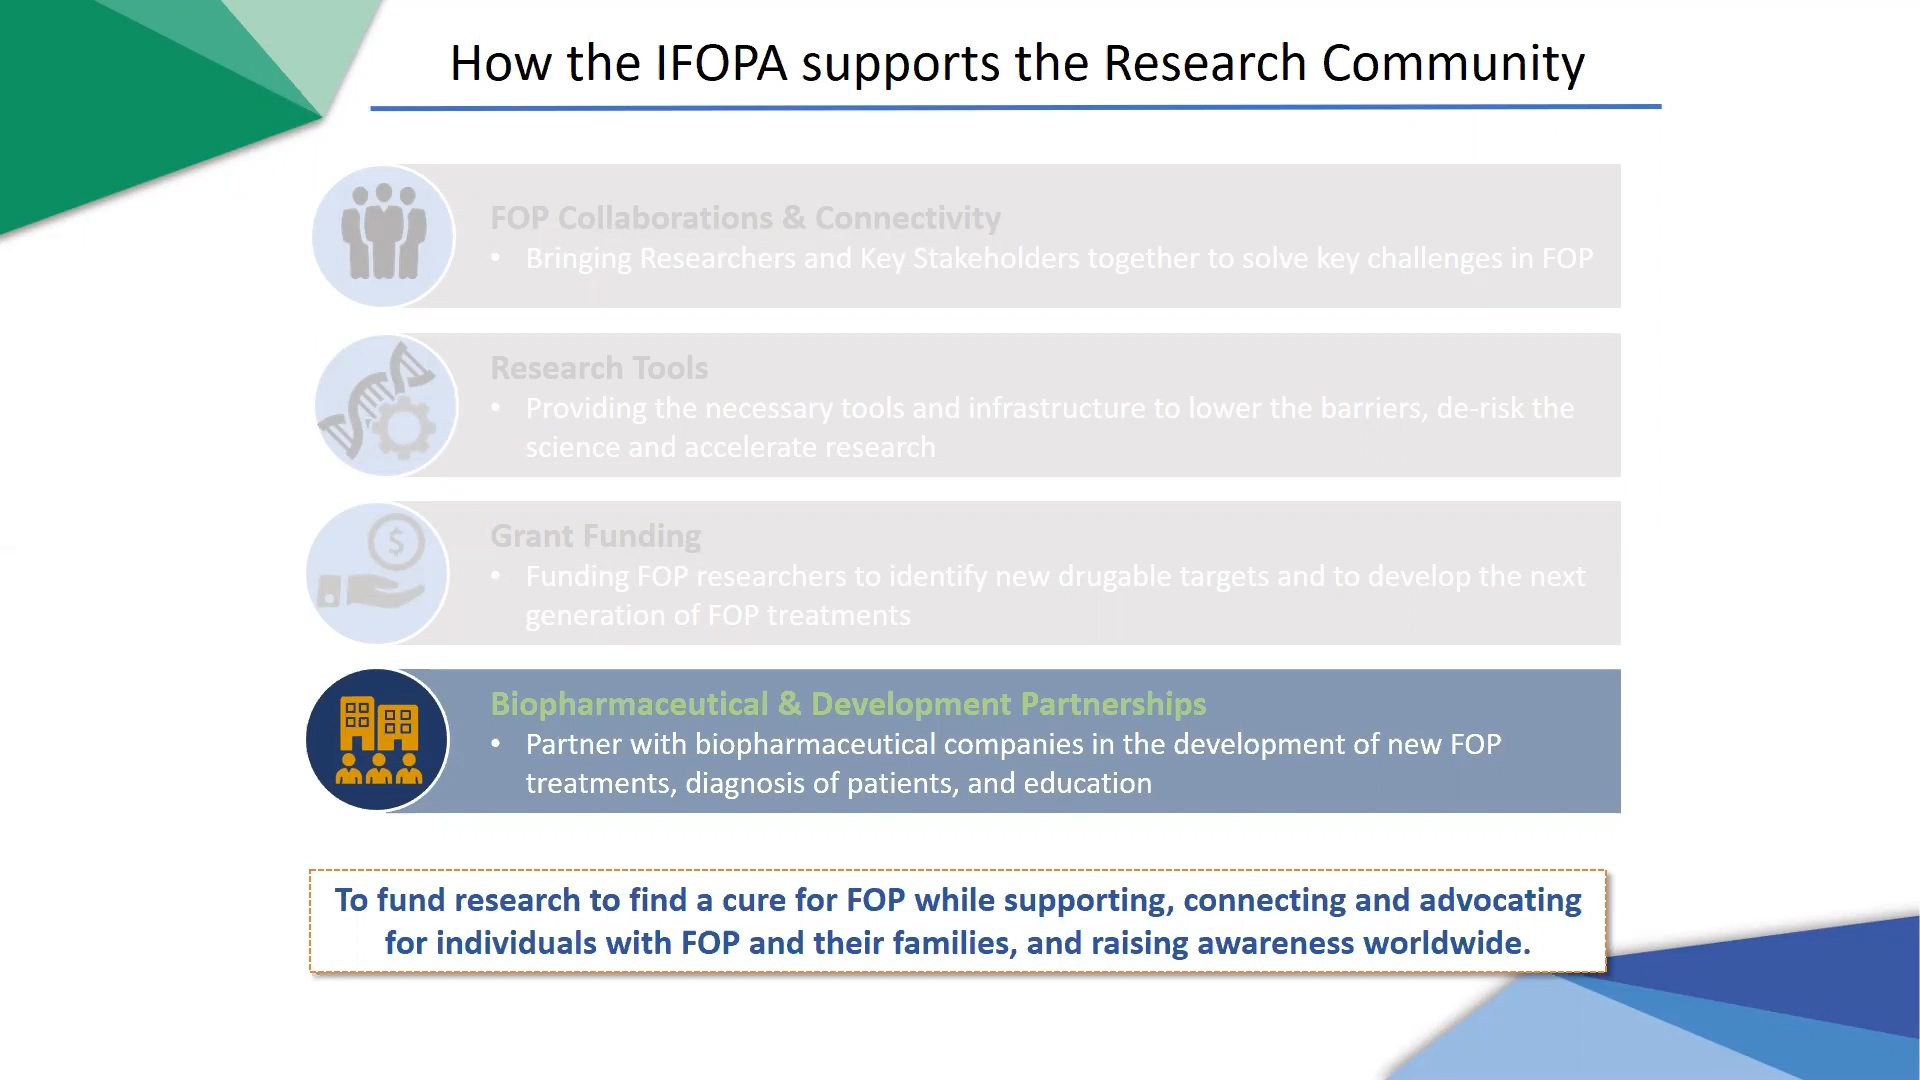 How the IFOPA supports the Research Community
FOP Collaborations & Connectivity
• Bringing Researchers and Key Stakeholders together to solve key challenges in FOP
Research Tools
• Providing the necessary tools and infrastructure to lower the barriers, de-risk the
science and accelerate research
$
Grant Funding
• Funding FOP researchers to identify new drugable targets and to develop the next
generation of FOP treatments
Biopharmaceutical & Development Partnerships
• Partner with biopharmaceutical companies in the development of new FOP
treatments, diagnosis of patients, and education
To fund research to find a cure for FOP while supporting, connecting and advocating
for individuals with FOP and their families, and raising awareness worldwide.